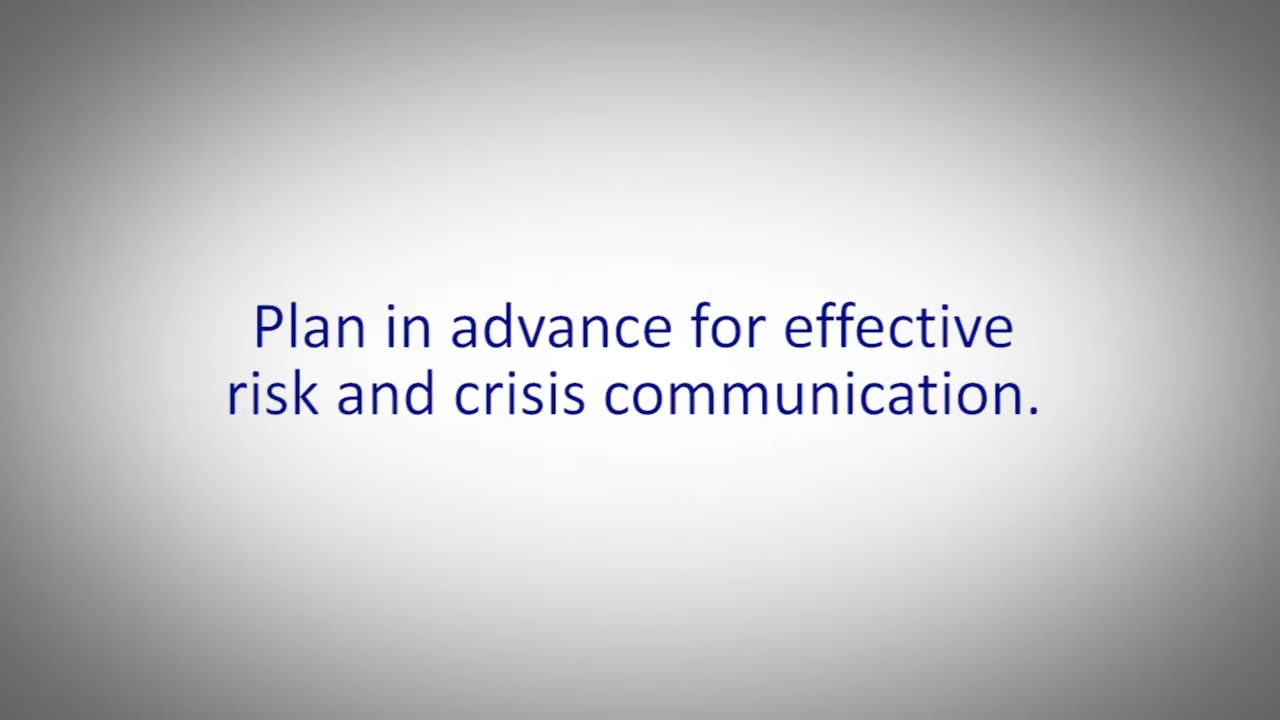 Plan in advance for effective
risk and crisis communication.